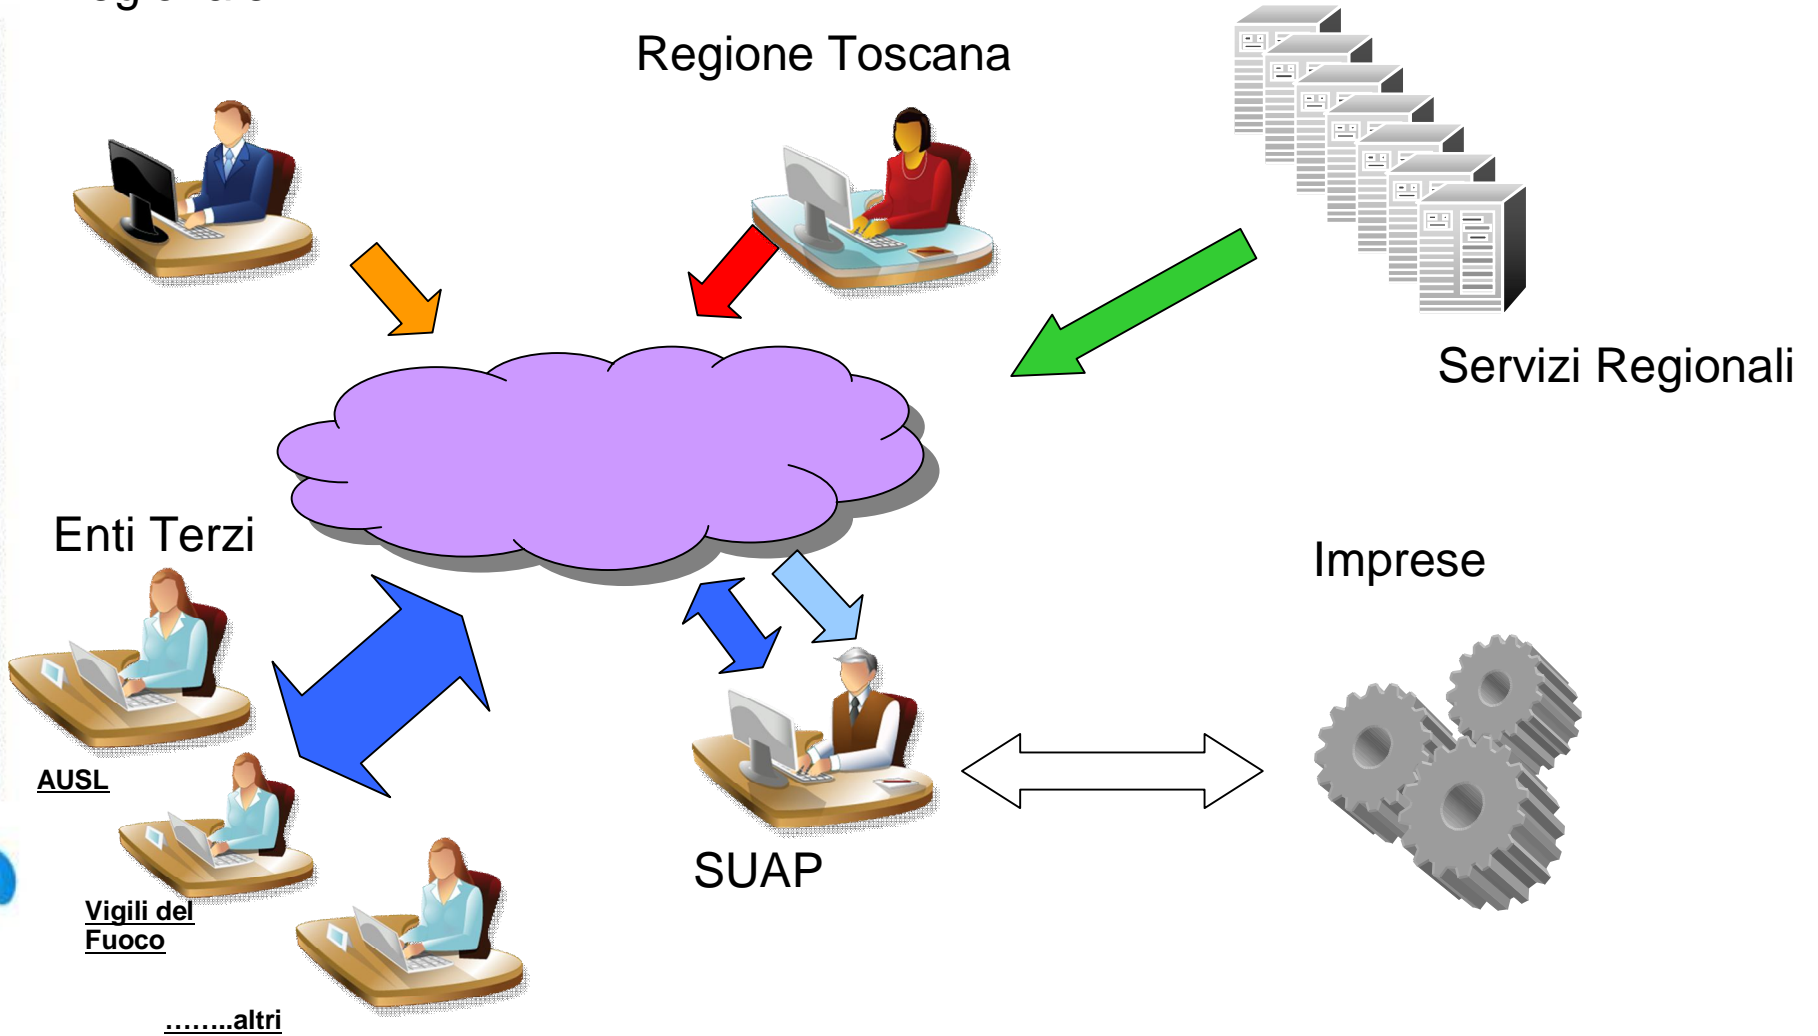 Regione Toscana
Servizi Regionali
Enti Terzi
Imprese
AUSL
SUAP
Vigili del
Fuoco
……..altri